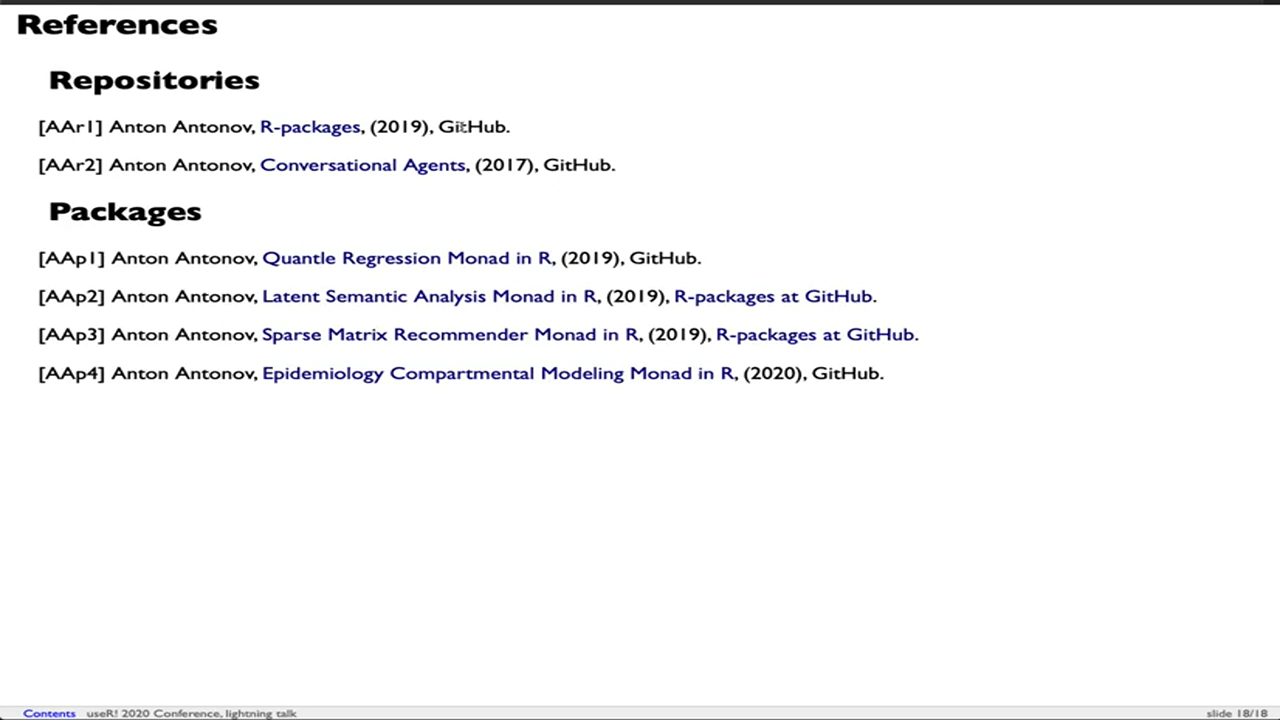 References
Repositories
[AAr1] Anton Antonov, R-packages, (2019), GitHub.
[AAr2] Anton Antonov, Conversational Agents, (2017), GitHub.
Packages
[AAp1] Anton Antonov, Quantle Regression Monad in R, (2019), GitHub.
[AAp2] Anton Antonov, Latent Semantic Analysis Monad in R, (2019), R-packages at GitHub.
[AAp3] Anton Antonov, Sparse Matrix Recommender Monad in R, (2019), R-packages at GitHub.
[AAp4] Anton Antonov, Epidemiology Compartmental Modeling Monad in R, (2020), GitHub.
Contents useR! 2020 Conference, lightning talk slide 18/18